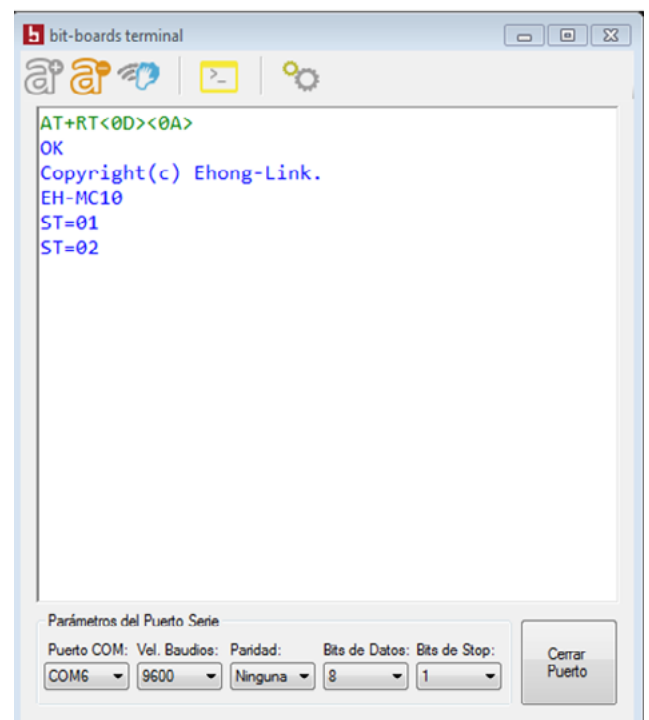 bit-boards terminal
AT+RT<0D><0A>
OK
Copyright(c) Ehong-Link.
EH-MC10
ST=01
ST=02
Parámetros del Puerto Serie
Puerto COM: Vel. Baudios: Paridad: Bits de Datos: Bits de Stop:
COM6 9600 Ninguna 8 1
Cerrar
Puerto